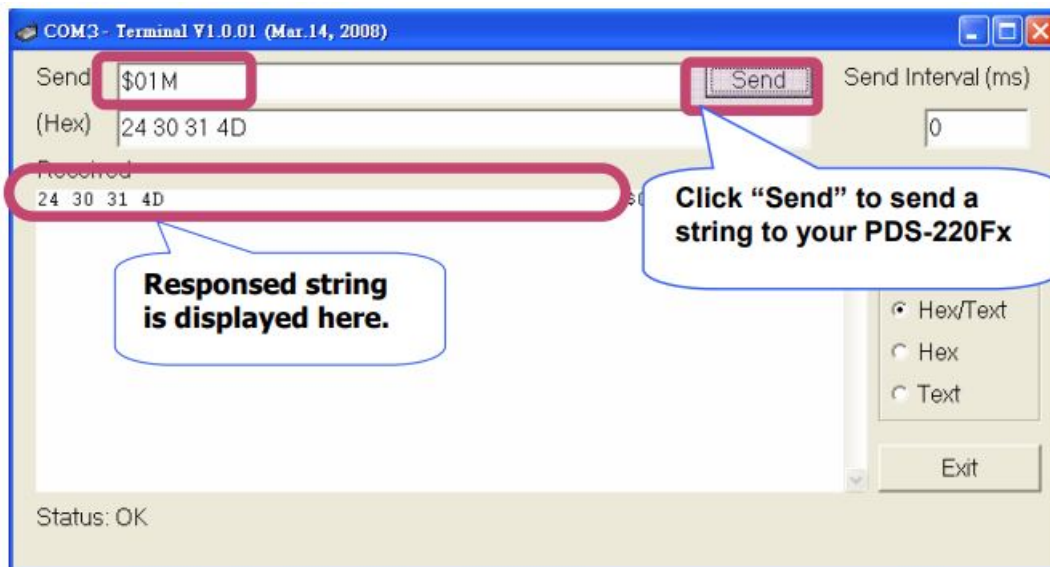 COM3 - Terminal V1.0.01 (Mar.14, 2008)
Send
$01M
Send
Send Interval (ms)
(Hex)
24 30 31 4D
0
Received
24 30 31 4D
Click “Send” to send a
string to your PDS-220Fx
Responsed string
is displayed here.
Hex/Text
Hex
Text
Exit
Status: OK